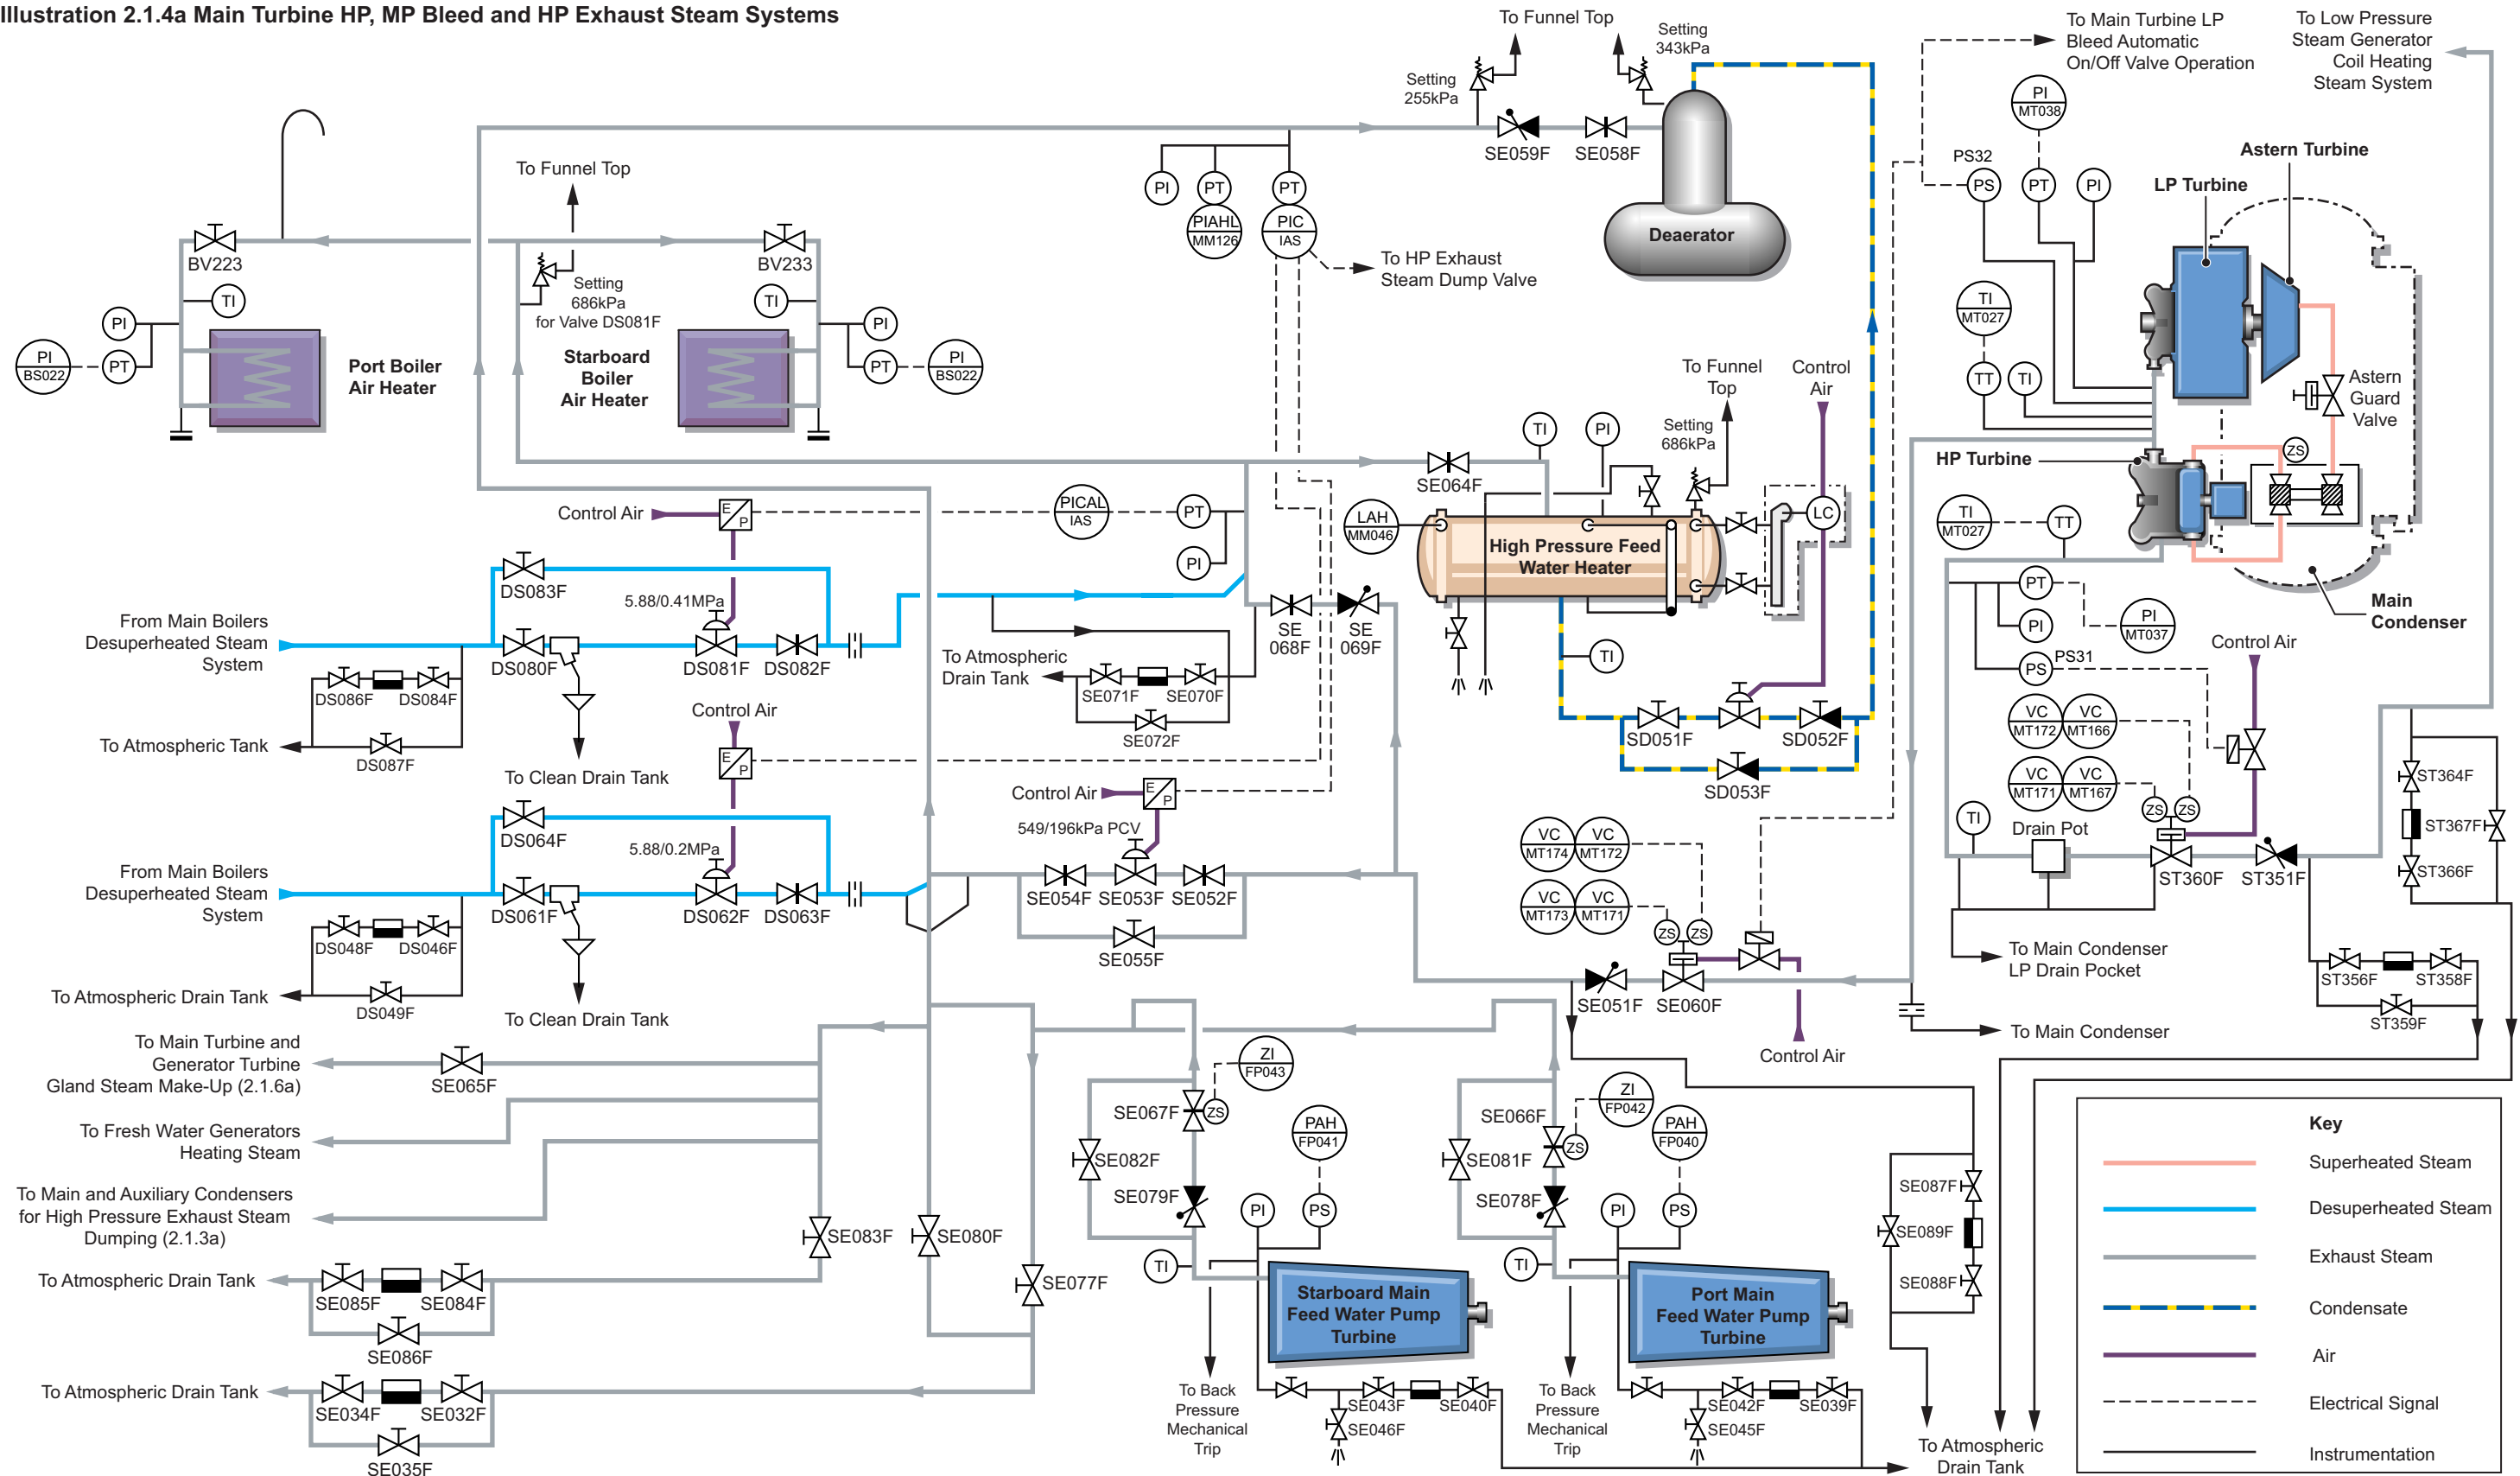 Illustration 2.1.4a Main Turbine HP, MP Bleed and HP Exhaust Steam Systems
To Funnel Top
Setting
343kPa
Setting
255kPa
SE059F
SE058F
Deaerator
To Main Turbine LP
Bleed Automatic
On/Off Valve Operation
To Low Pressure
Steam Generator
Coil Heating
Steam System
PI
MT038
PS32
PS
PT
PI
LP Turbine
Astern Turbine
TI
MT027
TT
TI
Astern
Guard
Valve
ZS
HP Turbine
TI
MT027
TT
Main
Condenser
PT
PI
PS
PS31
PI
MT037
Control Air
VC
MT172
VC
MT166
VC
MT171
VC
MT167
ZS
ZS
TI
Drain Pot
ST360F
ST351F
ST364F
ST367F
ST366F
To Main Condenser
LP Drain Pocket
ST356F
ST358F
ST359F
To Main Condenser
To Funnel Top
BV223
BV233
Setting
686kPa
for Valve DS081F
TI
TI
PI
PT
PI
BS022
PI
PT
PI
BS022
Port Boiler
Air Heater
Starboard
Boiler
Air Heater
PI
PT
PT
PIAHL
MM126
PIC
IAS
To HP Exhaust
Steam Dump Valve
To Funnel
Top
Control
Air
Setting
686kPa
TI
PI
SE064F
LAH
MM046
LC
High Pressure Feed
Water Heater
TI
SD051F
SD052F
SD053F
Control Air
E
P
PICAL
IAS
PT
PI
DS083F
5.88/0.41MPa
From Main Boilers
Desuperheated Steam
System
DS080F
DS081F
DS082F
DS086F
DS084F
To Atmospheric Tank
DS087F
To Clean Drain Tank
SE
068F
SE
069F
To Atmospheric
Drain Tank
SE071F
SE070F
SE072F
Control Air
E
P
Control Air
E
P
DS064F
5.88/0.2MPa
549/196kPa PCV
From Main Boilers
Desuperheated Steam
System
DS061F
DS062F
DS063F
SE054F
SE053F
SE052F
SE055F
DS048F
DS046F
To Atmospheric Drain Tank
DS049F
To Clean Drain Tank
VC
MT174
VC
MT172
VC
MT173
VC
MT171
ZS
ZS
SE051F
SE060F
Control Air
To Main Turbine and
Generator Turbine
Gland Steam Make-Up (2.1.6a)
SE065F
To Fresh Water Generators
Heating Steam
To Main and Auxiliary Condensers
for High Pressure Exhaust Steam
Dumping (2.1.3a)
SE083F
SE080F
SE077F
To Atmospheric Drain Tank
SE085F
SE084F
SE086F
To Atmospheric Drain Tank
SE034F
SE032F
SE035F
ZI
FP043
SE067F
ZS
PAH
FP041
SE082F
SE079F
PI
PS
TI
Starboard Main
Feed Water Pump
Turbine
To Back
Pressure
Mechanical
Trip
SE043F
SE040F
SE046F
ZI
FP042
SE066F
ZS
PAH
FP040
SE081F
SE078F
PI
PS
TI
Port Main
Feed Water Pump
Turbine
To Back
Pressure
Mechanical
Trip
SE042F
SE039F
SE045F
SE087F
SE089F
SE088F
To Atmospheric
Drain Tank
Key
Superheated Steam
Desuperheated Steam
Exhaust Steam
Condensate
Air
Electrical Signal
Instrumentation